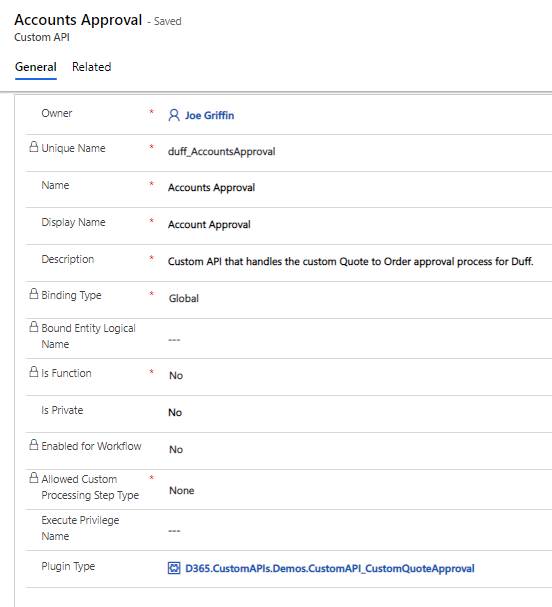 Accounts Approval - Saved
Custom API
General Related
Owner * Joe Griffin
Unique Name * duff_AccountsApproval
Name * Accounts Approval
Display Name * Account Approval
Description * Custom API that handles the custom Quote to Order approval process for Duff.
Binding Type * Global
Bound Entity Logical
Name ---
Is Function * No
Is Private No
Enabled for Workflow No
Allowed Custom *
Processing Step Type None
Execute Privilege
Name ---
Plugin Type D365.CustomAPIs.Demos.CustomAPI_CustomQuoteApproval